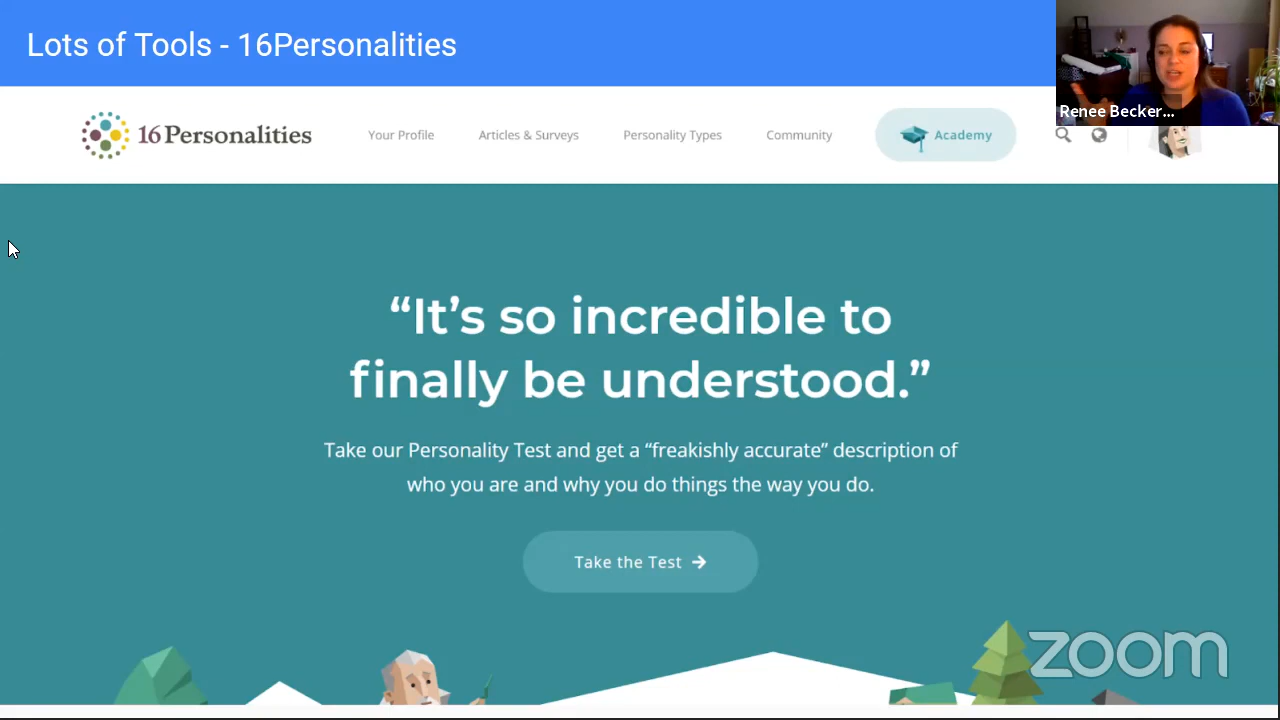 Lots of Tools - 16Personalities
Renee Becker...
16Personalities
Your Profile
Articles & Surveys
Personality Types
Community
Academy
“It’s so incredible to
finally be understood.”
Take our Personality Test and get a “freakishly accurate” description of
who you are and why you do things the way you do.
Take the Test →
zoom